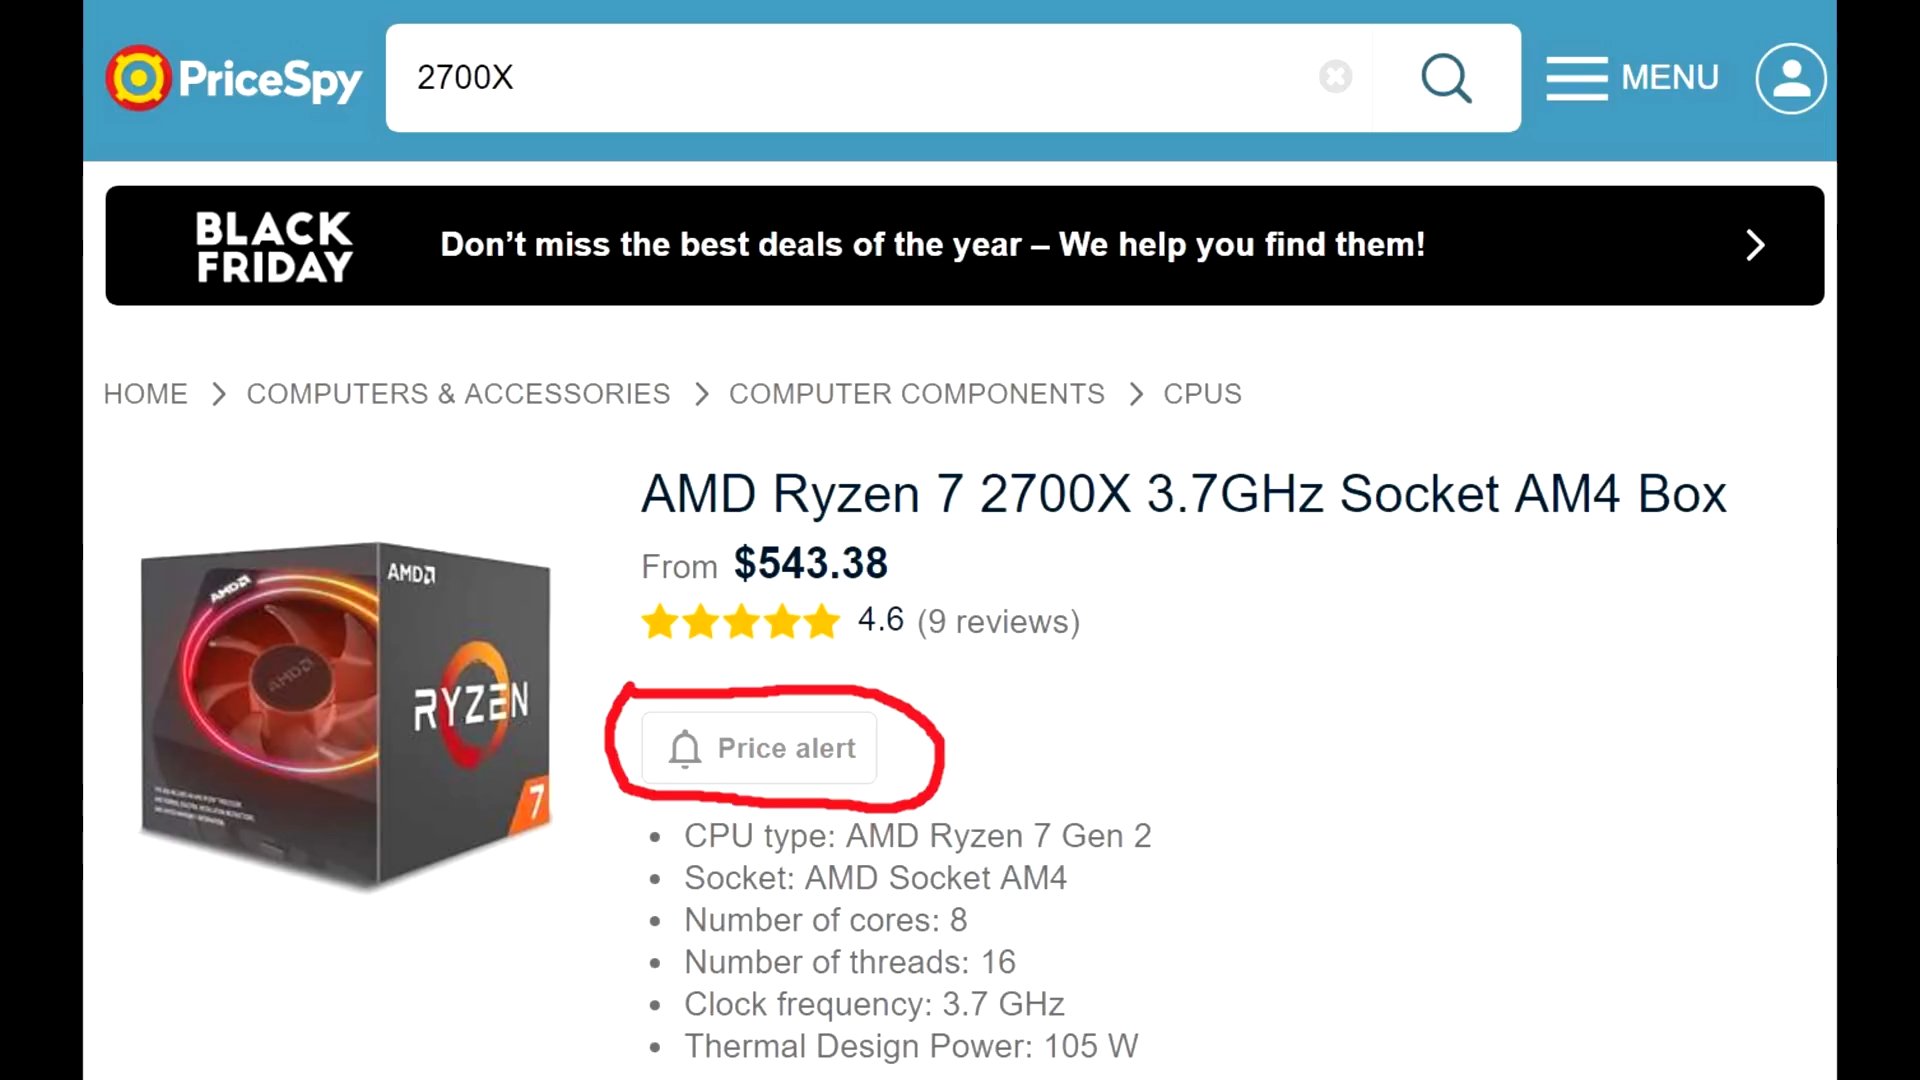 PriceSpy
2700X
MENU
BLACK
FRIDAY
Don’t miss the best deals of the year – We help you find them!
HOME > COMPUTERS & ACCESSORIES > COMPUTER COMPONENTS > CPUS
AMD Ryzen 7 2700X 3.7GHz Socket AM4 Box
From $543.38
4.6 (9 reviews)
AMD
AMD
AMD
RYZEN
7
Price alert
• CPU type: AMD Ryzen 7 Gen 2
• Socket: AMD Socket AM4
• Number of cores: 8
• Number of threads: 16
• Clock frequency: 3.7 GHz
• Thermal Design Power: 105 W